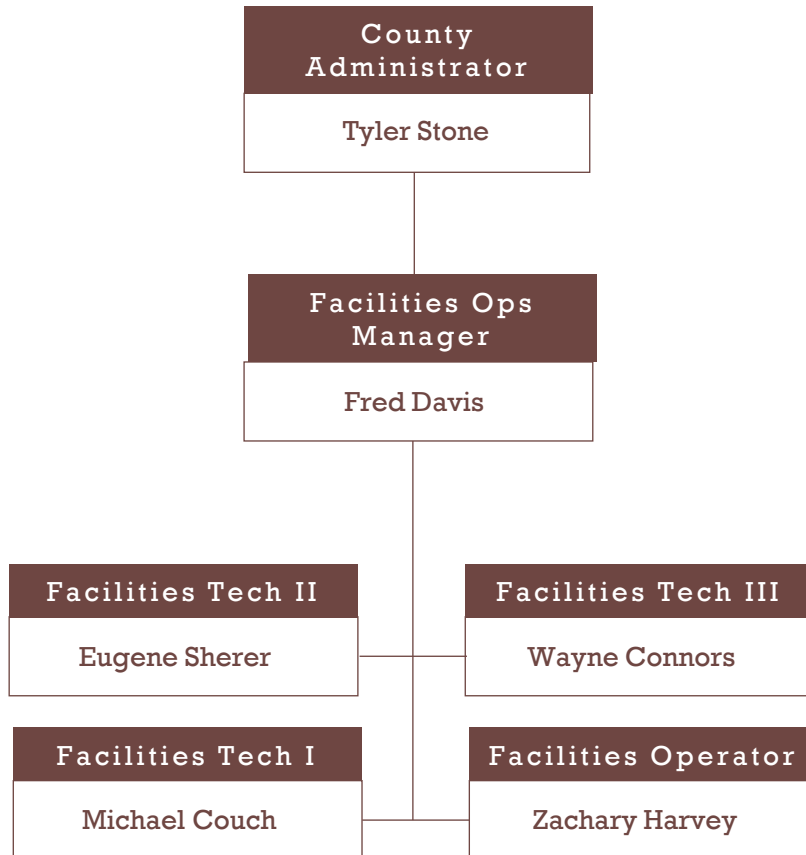 County
Administrator
Tyler Stone
Facilities Ops
Manager
Fred Davis
Facilities Tech II
Eugene Sherer
Facilities Tech III
Wayne Connors
Facilities Tech I
Michael Couch
Facilities Operator
Zachary Harvey